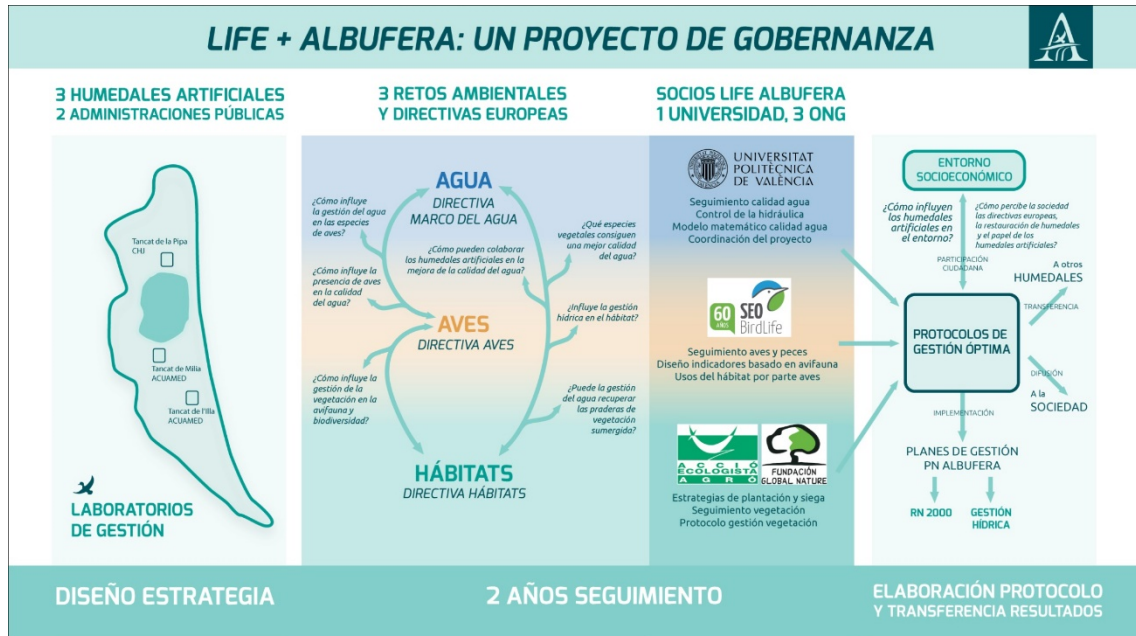 LIFE + ALBUFERA: UN PROYECTO DE GOBERNANZA
3 HUMEDALES ARTIFICIALES
2 ADMINISTRACIONES PÚBLICAS
Tancat de la Pipa
CHJ
Tancat de Milia
ACUAMED
Tancat de l'Illa
ACUAMED
LABORATORIOS
DE GESTIÓN
3 RETOS AMBIENTALES
Y DIRECTIVAS EUROPEAS
AGUA
DIRECTIVA
MARCO DEL AGUA
¿Cómo influye
la gestión del agua
en las especies
de aves?
¿Cómo pueden colaborar
los humedales artificiales en la
mejora de la calidad del agua?
¿Qué especies
vegetales consiguen
una mejor calidad
del agua?
¿Cómo influye la
presencia de aves
en la calidad
del agua?
AVES
DIRECTIVA AVES
¿Influye la gestión
hídrica en el hábitat?
¿Cómo influye la
gestión de la
vegetación en la
avifauna y
biodiversidad?
¿Puede la gestión
del agua recuperar
las praderas de
vegetación
sumergida?
HÁBITATS
DIRECTIVA HÁBITATS
SOCIOS LIFE ALBUFERA
1 UNIVERSIDAD, 3 ONG
UNIVERSITAT
POLITÈCNICA
DE VALÈNCIA
Seguimiento calidad agua
Control de la hidráulica
Modelo matemático calidad agua
Coordinación del proyecto
60
AÑOS
SEO
BirdLife
Seguimiento aves y peces
Diseño indicadores basado en avifauna
Usos del hábitat por parte aves
ACCIÓ
ECOLOGISTA
AGRÓ
FUNDACIÓN
GLOBAL NATURE
Estrategias de plantación y siega
Seguimiento vegetación
Protocolo gestión vegetación
ENTORNO
SOCIOECONÓMICO
¿Cómo influyen
los humedales
artificiales en
el entorno?
¿Cómo percibe la sociedad
las directivas europeas,
la restauración de humedales
y el papel de los
humedales artificiales?
PARTICIPACIÓN
CIUDADANA
A otros
HUMEDALES
TRANSFERENCIA
PROTOCOLOS DE
GESTIÓN ÓPTIMA
DIFUSIÓN
A la
SOCIEDAD
IMPLEMENTACIÓN
PLANES DE GESTIÓN
PN ALBUFERA
RN 2000
GESTIÓN
HÍDRICA
DISEÑO ESTRATEGIA
2 AÑOS SEGUIMIENTO
ELABORACIÓN PROTOCOLO
Y TRANSFERENCIA RESULTADOS